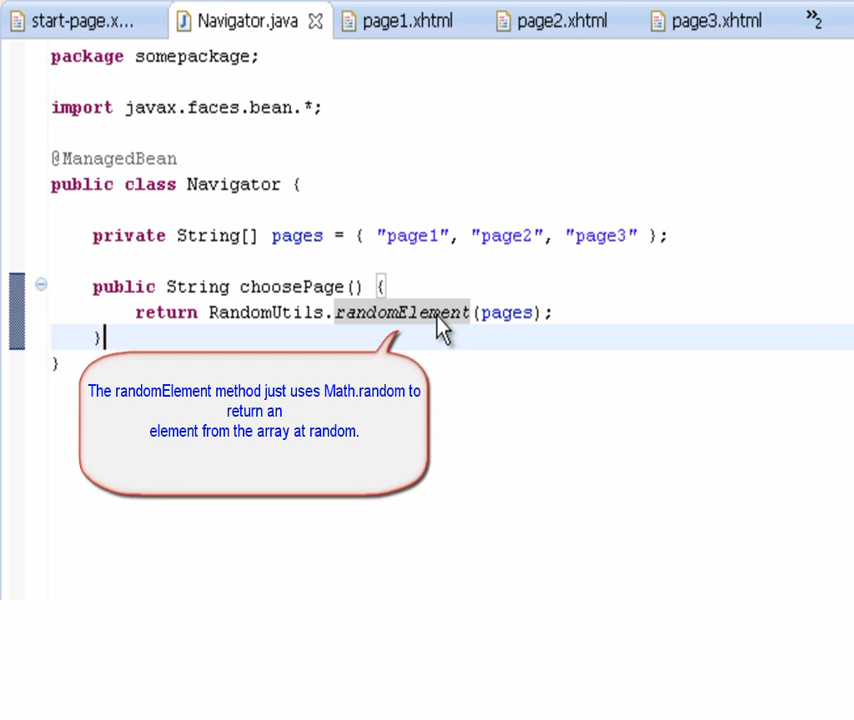 start-page.x... Navigator.java page1.xhtml page2.xhtml page3.xhtml »2
package somepackage;
import javax.faces.bean.*;
@ManagedBean
public class Navigator {
private String[] pages = { "page1", "page2", "page3" };
public String choosePage() {
return RandomUtils.randomElement(pages);
}
}
The randomElement method just uses Math.random to
return an
element from the array at random.